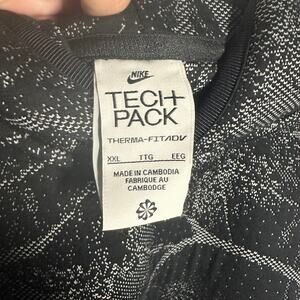 NIKE
TECH
PACK
THERMA-FITADV
XXL TTG EEG
MADE IN CAMBODIA
FABRIQUE AU
CAMBODGE